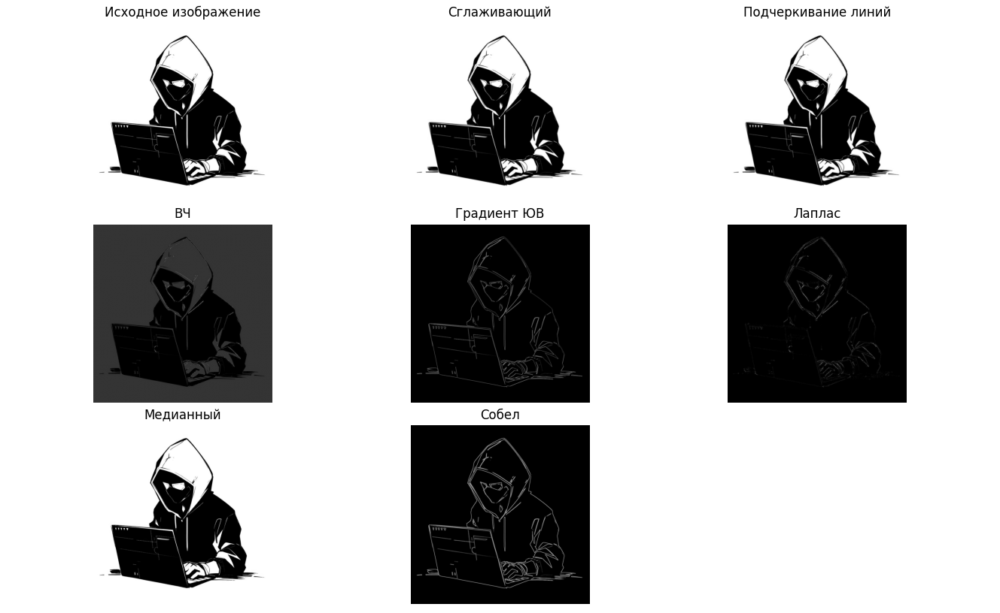 Исходное изображение
Сглаживающий
Подчеркивание линий
ВЧ
Градиент ЮВ
Лаплас
Медианный
Собел